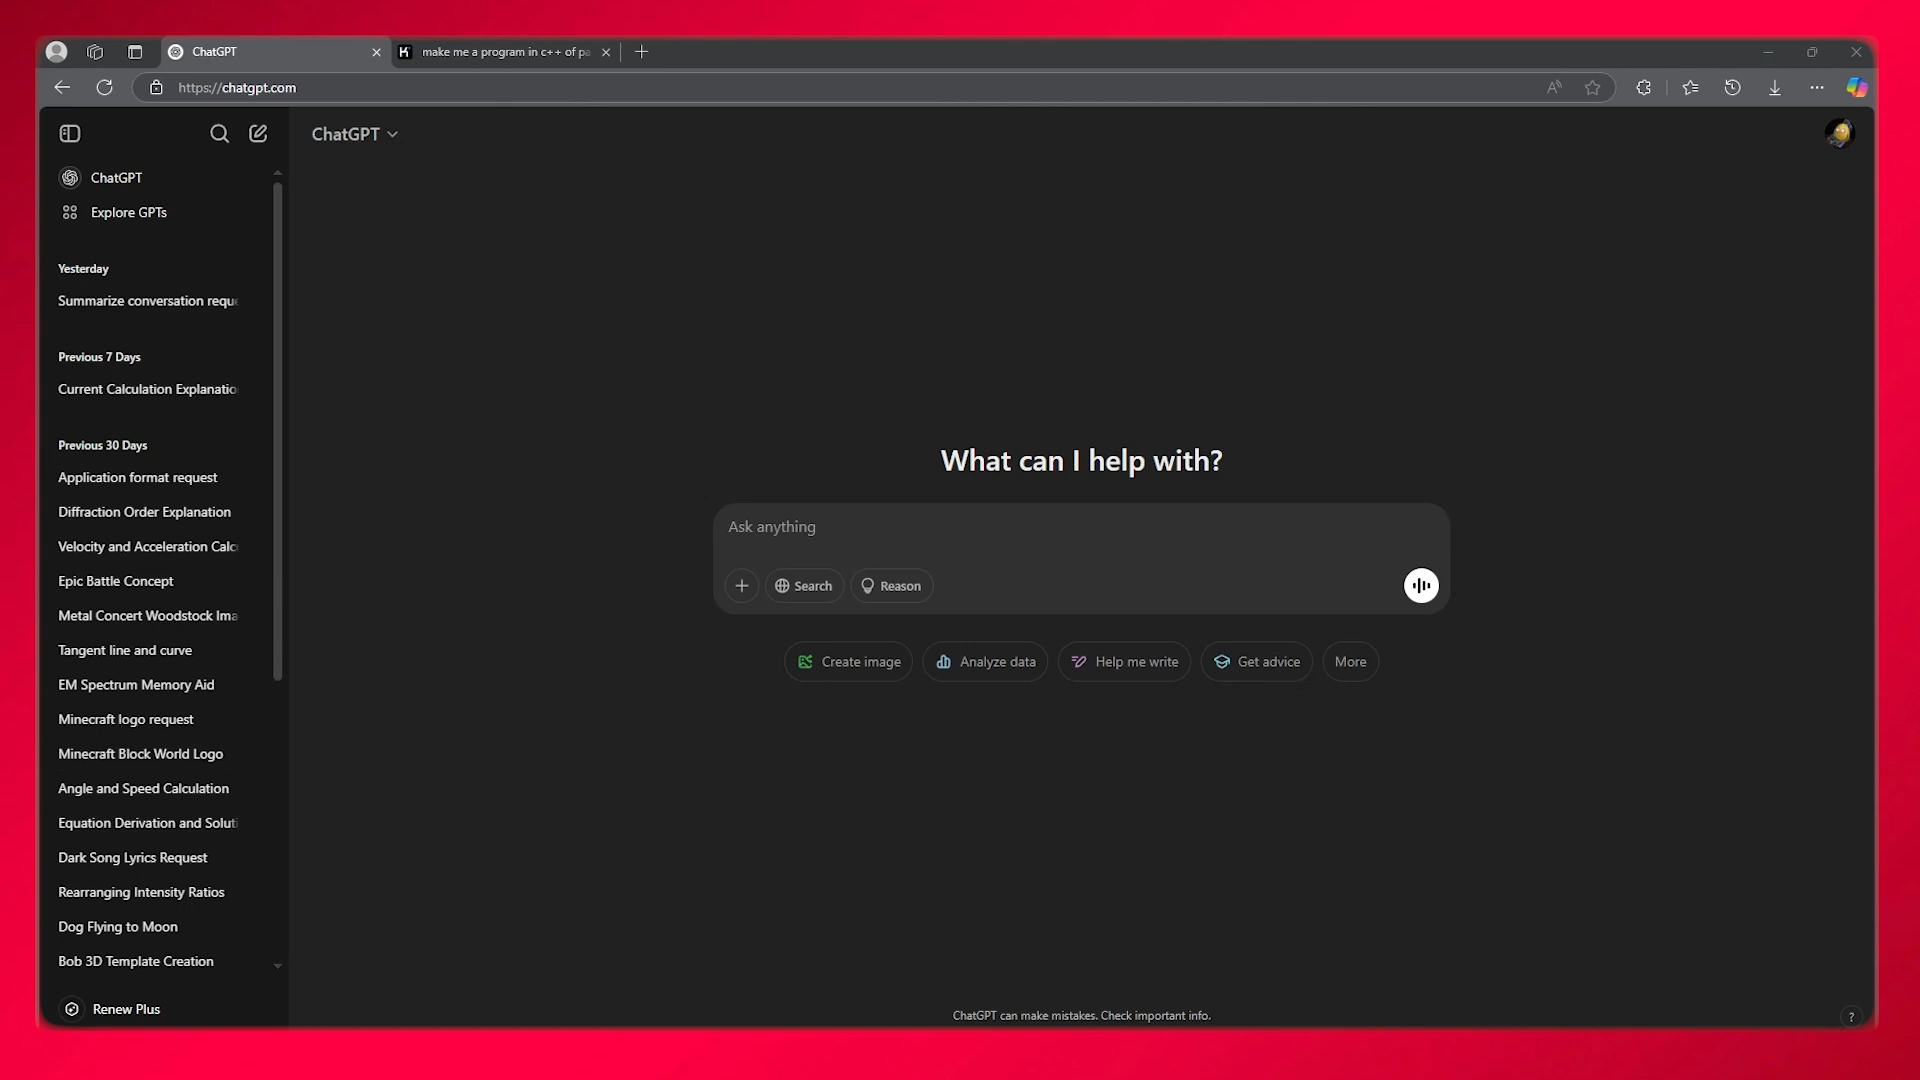 ChatGPT
make me a program in c++ of pa
https://chatgpt.com
ChatGPT
ChatGPT
Explore GPTs
Yesterday
Summarize conversation reque
Previous 7 Days
Current Calculation Explanatio
Previous 30 Days
Application format request
Diffraction Order Explanation
Velocity and Acceleration Calc
Epic Battle Concept
Metal Concert Woodstock Ima
Tangent line and curve
EM Spectrum Memory Aid
Minecraft logo request
Minecraft Block World Logo
Angle and Speed Calculation
Equation Derivation and Soluti
Dark Song Lyrics Request
Rearranging Intensity Ratios
Dog Flying to Moon
Bob 3D Template Creation
Renew Plus
What can I help with?
Ask anything
Search
Reason
Create image
Analyze data
Help me write
Get advice
More
ChatGPT can make mistakes. Check important info.
?